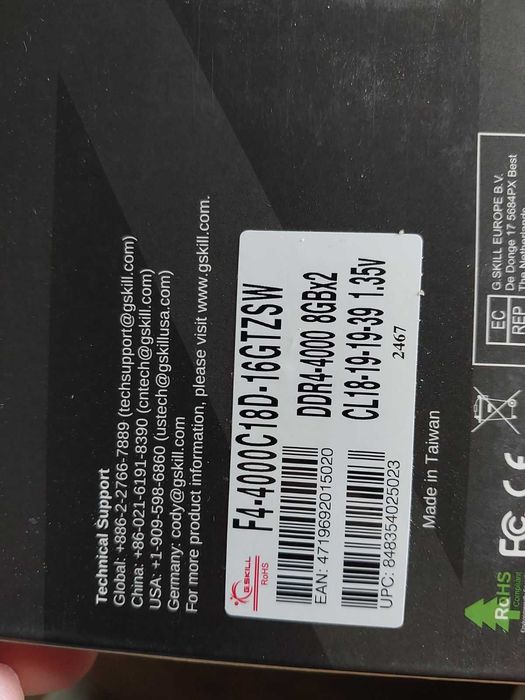 Technical Support
Global: +886-2-2766-7889 (techsupport@gskill.com)
China: +86-021-6191-8390 (cntech@gskill.com)
USA: +1-909-598-6860 (ustech@gskillusa.com)
Germany: cody@gskill.com
For more product information, please visit www.gskill.com.
G.SKILL
RoHS
F4-4000C18D-16GTZSW
DDR4-4000 8GBx2
CL18-19-19-39 1.35v
2467
EAN: 4719692015020
UPC: 848354025023
Made in Taiwan
EC REP
G.SKILL EUROPE B.V.
De Donge 17 5684PX Best
The Netherlands
RoHS
Compliant
FC CE